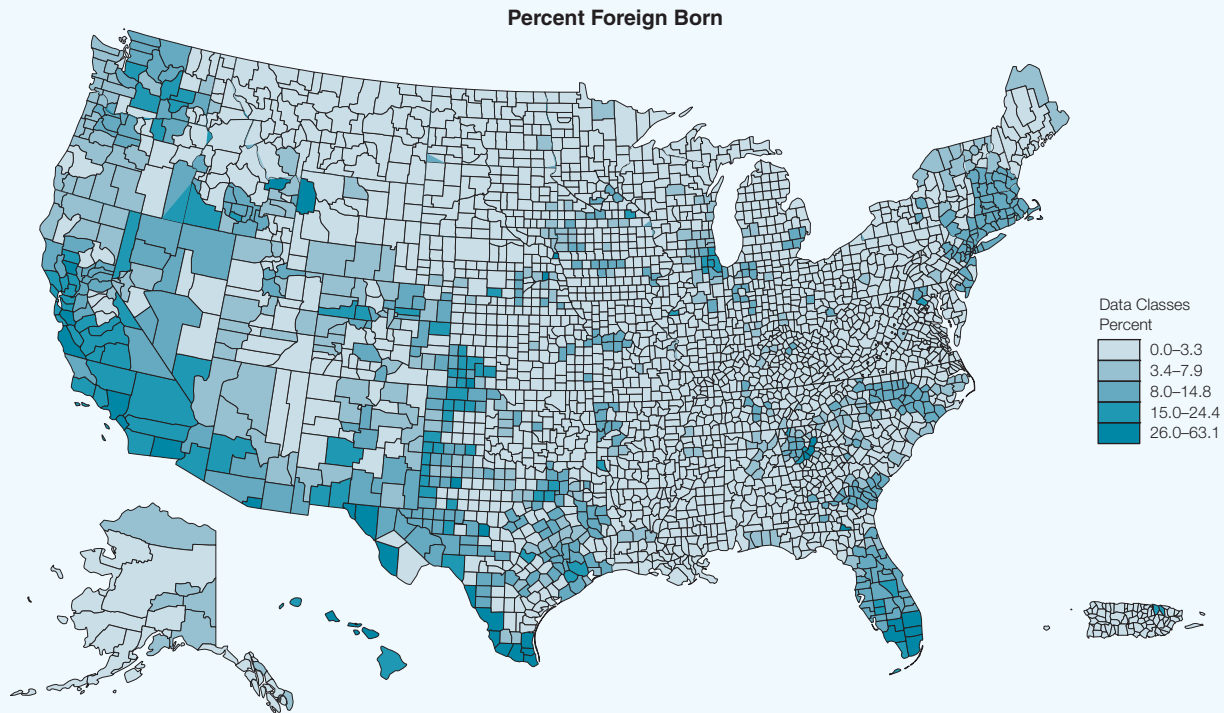 Percent Foreign Born
Data Classes
Percent
0.0–3.3
3.4–7.9
8.0–14.8
15.0–24.4
26.0–63.1